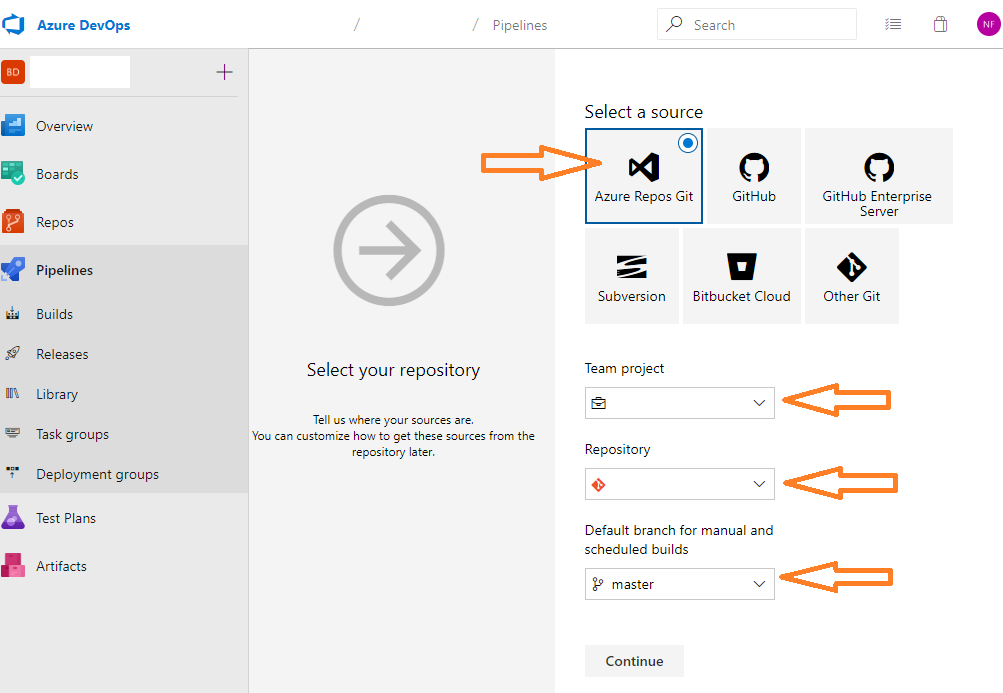 Azure DevOps
/
/ Pipelines
Search
NF
BD
Overview
Boards
Repos
Pipelines
Builds
Releases
Library
Task groups
Deployment groups
Test Plans
Artifacts
Select your repository
Tell us where your sources are.
You can customize how to get these sources from the
repository later.
Select a source
Azure Repos Git
GitHub
GitHub Enterprise
Server
Subversion
Bitbucket Cloud
Other Git
Team project
Repository
Default branch for manual and
scheduled builds
master
Continue